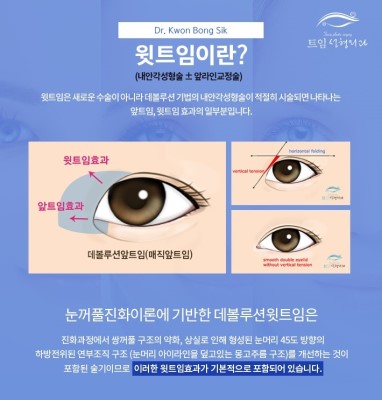 Dr. Kwon Bong Sik
트임성형외과
윗트임이란?
(내안각성형술 ± 앞라인교정술)
윗트임은 새로운 수술이 아니라 데볼루션 기법의 내안각성형술이 적절히 시술되면 나타나는
앞트임, 윗트임 효과의 일부분입니다.
윗트임효과
앞트임효과
데볼루션앞트임(매직앞트임)
horizontal folding
vertical tension
smooth double eyelid
without vertical tension
눈꺼풀진화이론에 기반한 데볼루션윗트임은
진화과정에서 쌍꺼풀 구조의 약화, 상실로 인해 형성된 눈머리 45도 방향의
하방전위된 연부조직 구조 (눈머리 아이라인을 덮고있는 몽고주름 구조)를 개선하는 것이
포함된 술기이므로 이러한 윗트임효과가 기본적으로 포함되어 있습니다.